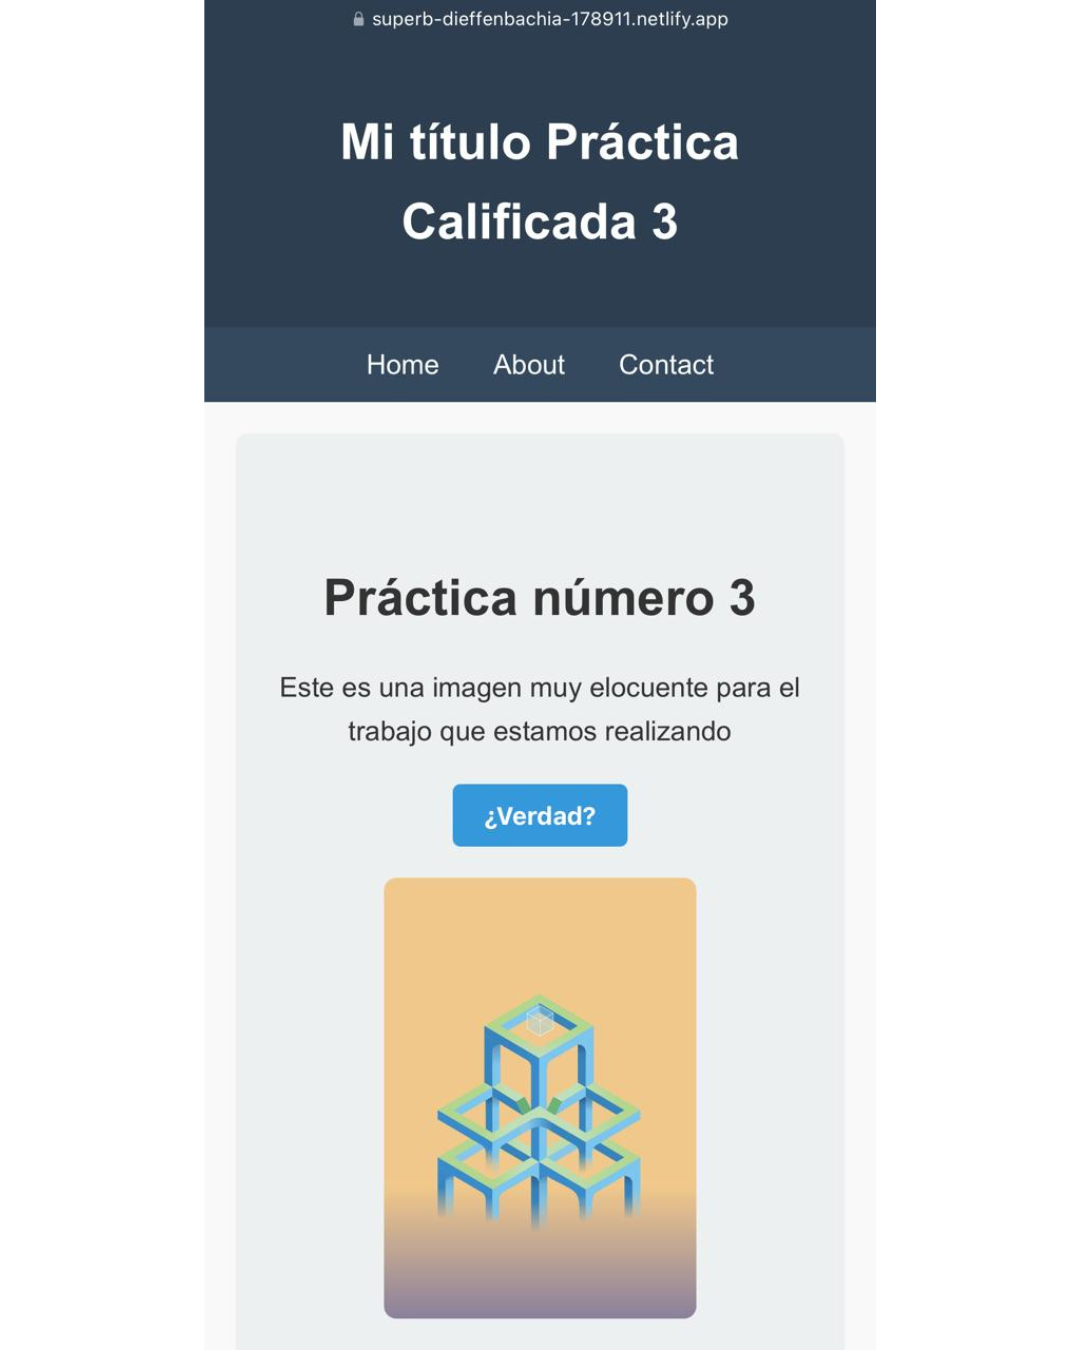 superb-dieffenbachia-178911.netlify.app
Mi título Práctica
Calificada 3
Home About Contact
Práctica número 3
Este es una imagen muy elocuente para el
trabajo que estamos realizando
¿Verdad?